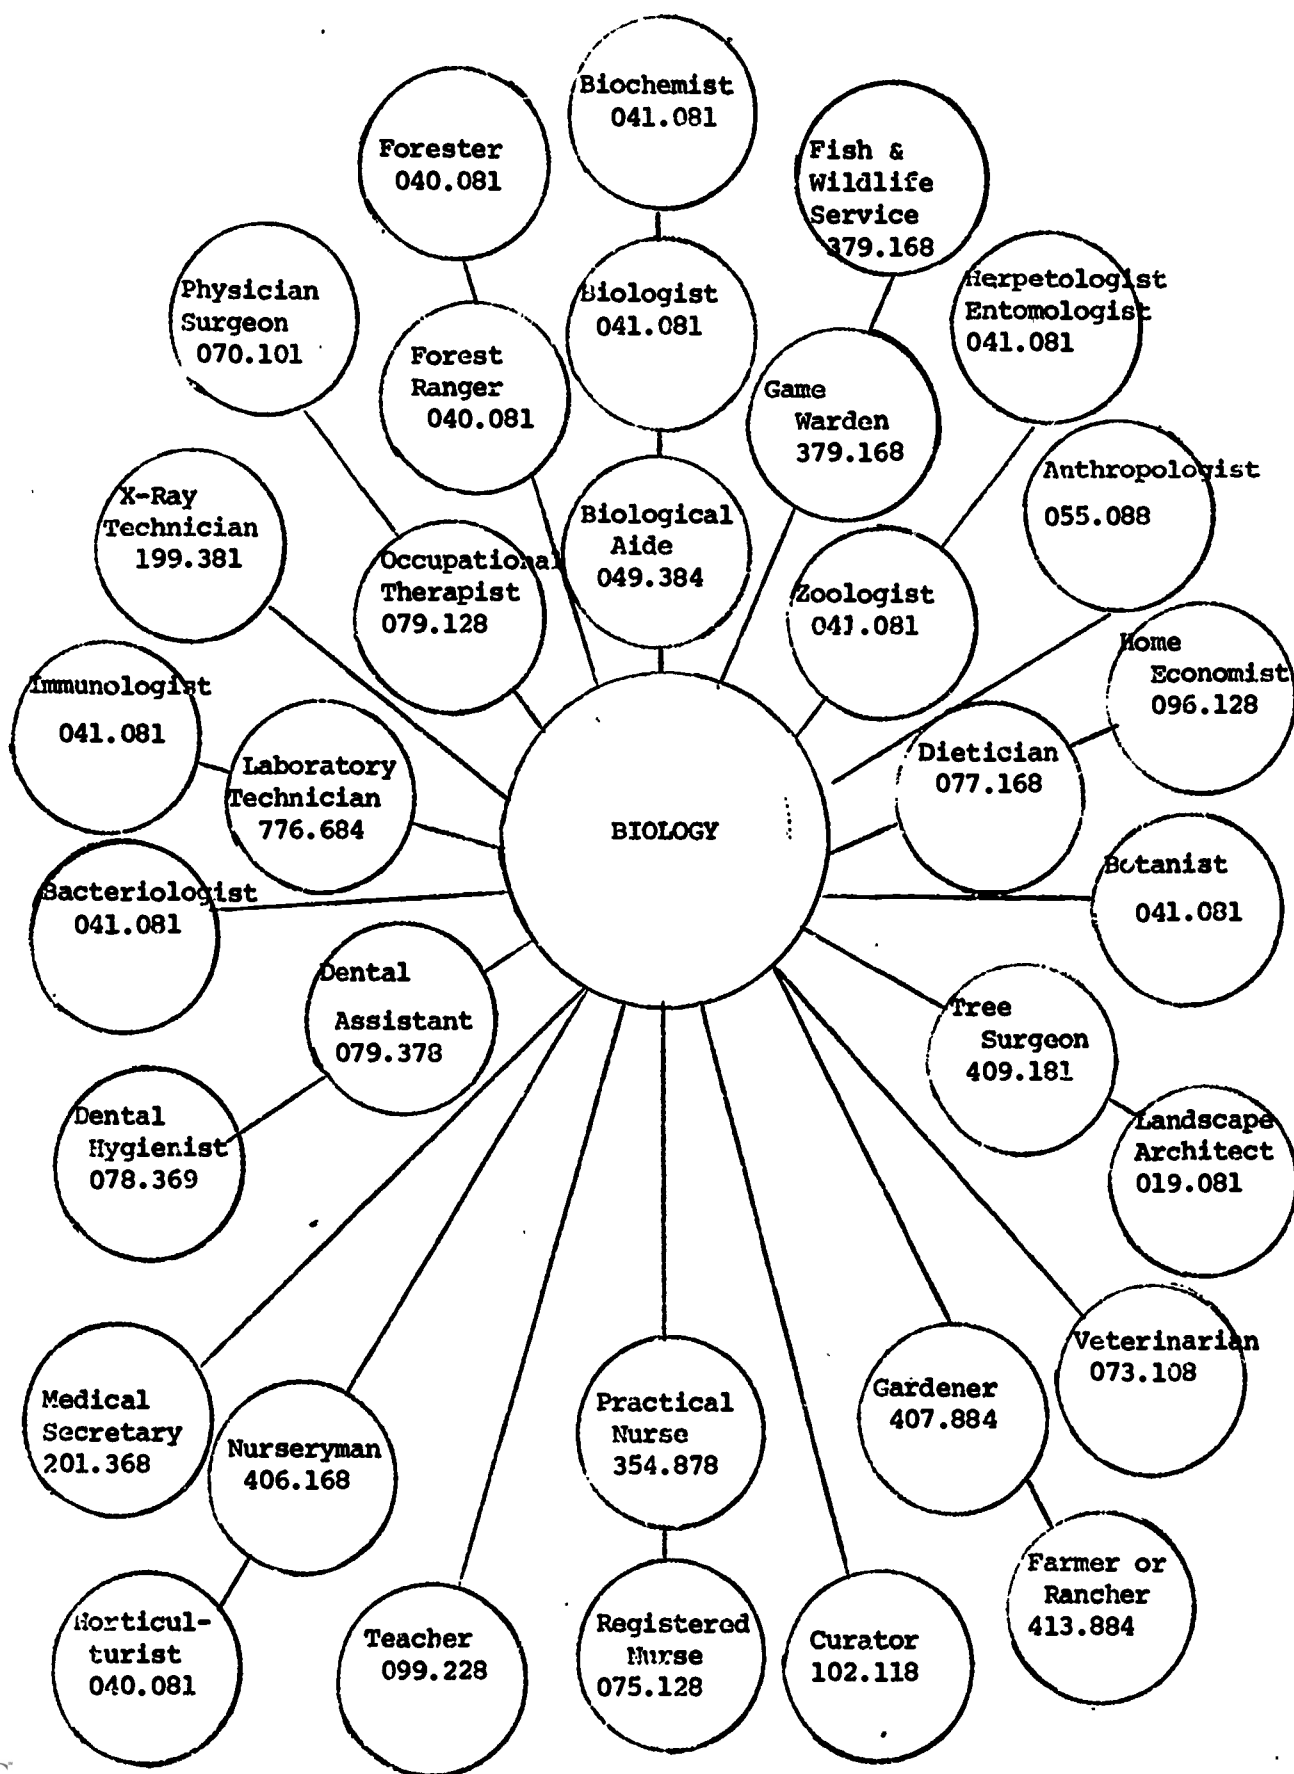 Biochemist
041.081
Forester
040.081
Fish &
Wildlife
Service
379.168
Physician
Surgeon
070.101
Biologist
041.081
Herpetologist
Entomologist
041.081
Forest
Ranger
040.081
Game
Warden
379.168
Anthropologist
055.088
X-Ray
Technician
199.381
Occupational
Therapist
079.128
Biological
Aide
049.384
Zoologist
041.081
Home
Economist
096.128
Immunologist
041.081
Laboratory
Technician
776.684
BIOLOGY
Dietician
077.168
Botanist
041.081
Bacteriologist
041.081
Dental
Assistant
079.378
Tree
Surgeon
409.181
Dental
Hygienist
078.369
Landscape
Architect
019.081
Medical
Secretary
201.368
Nurseryman
406.168
Practical
Nurse
354.878
Gardener
407.884
Veterinarian
073.108
Horticul-
turist
040.081
Teacher
099.228
Registered
Nurse
075.128
Curator
102.118
Farmer or
Rancher
413.884